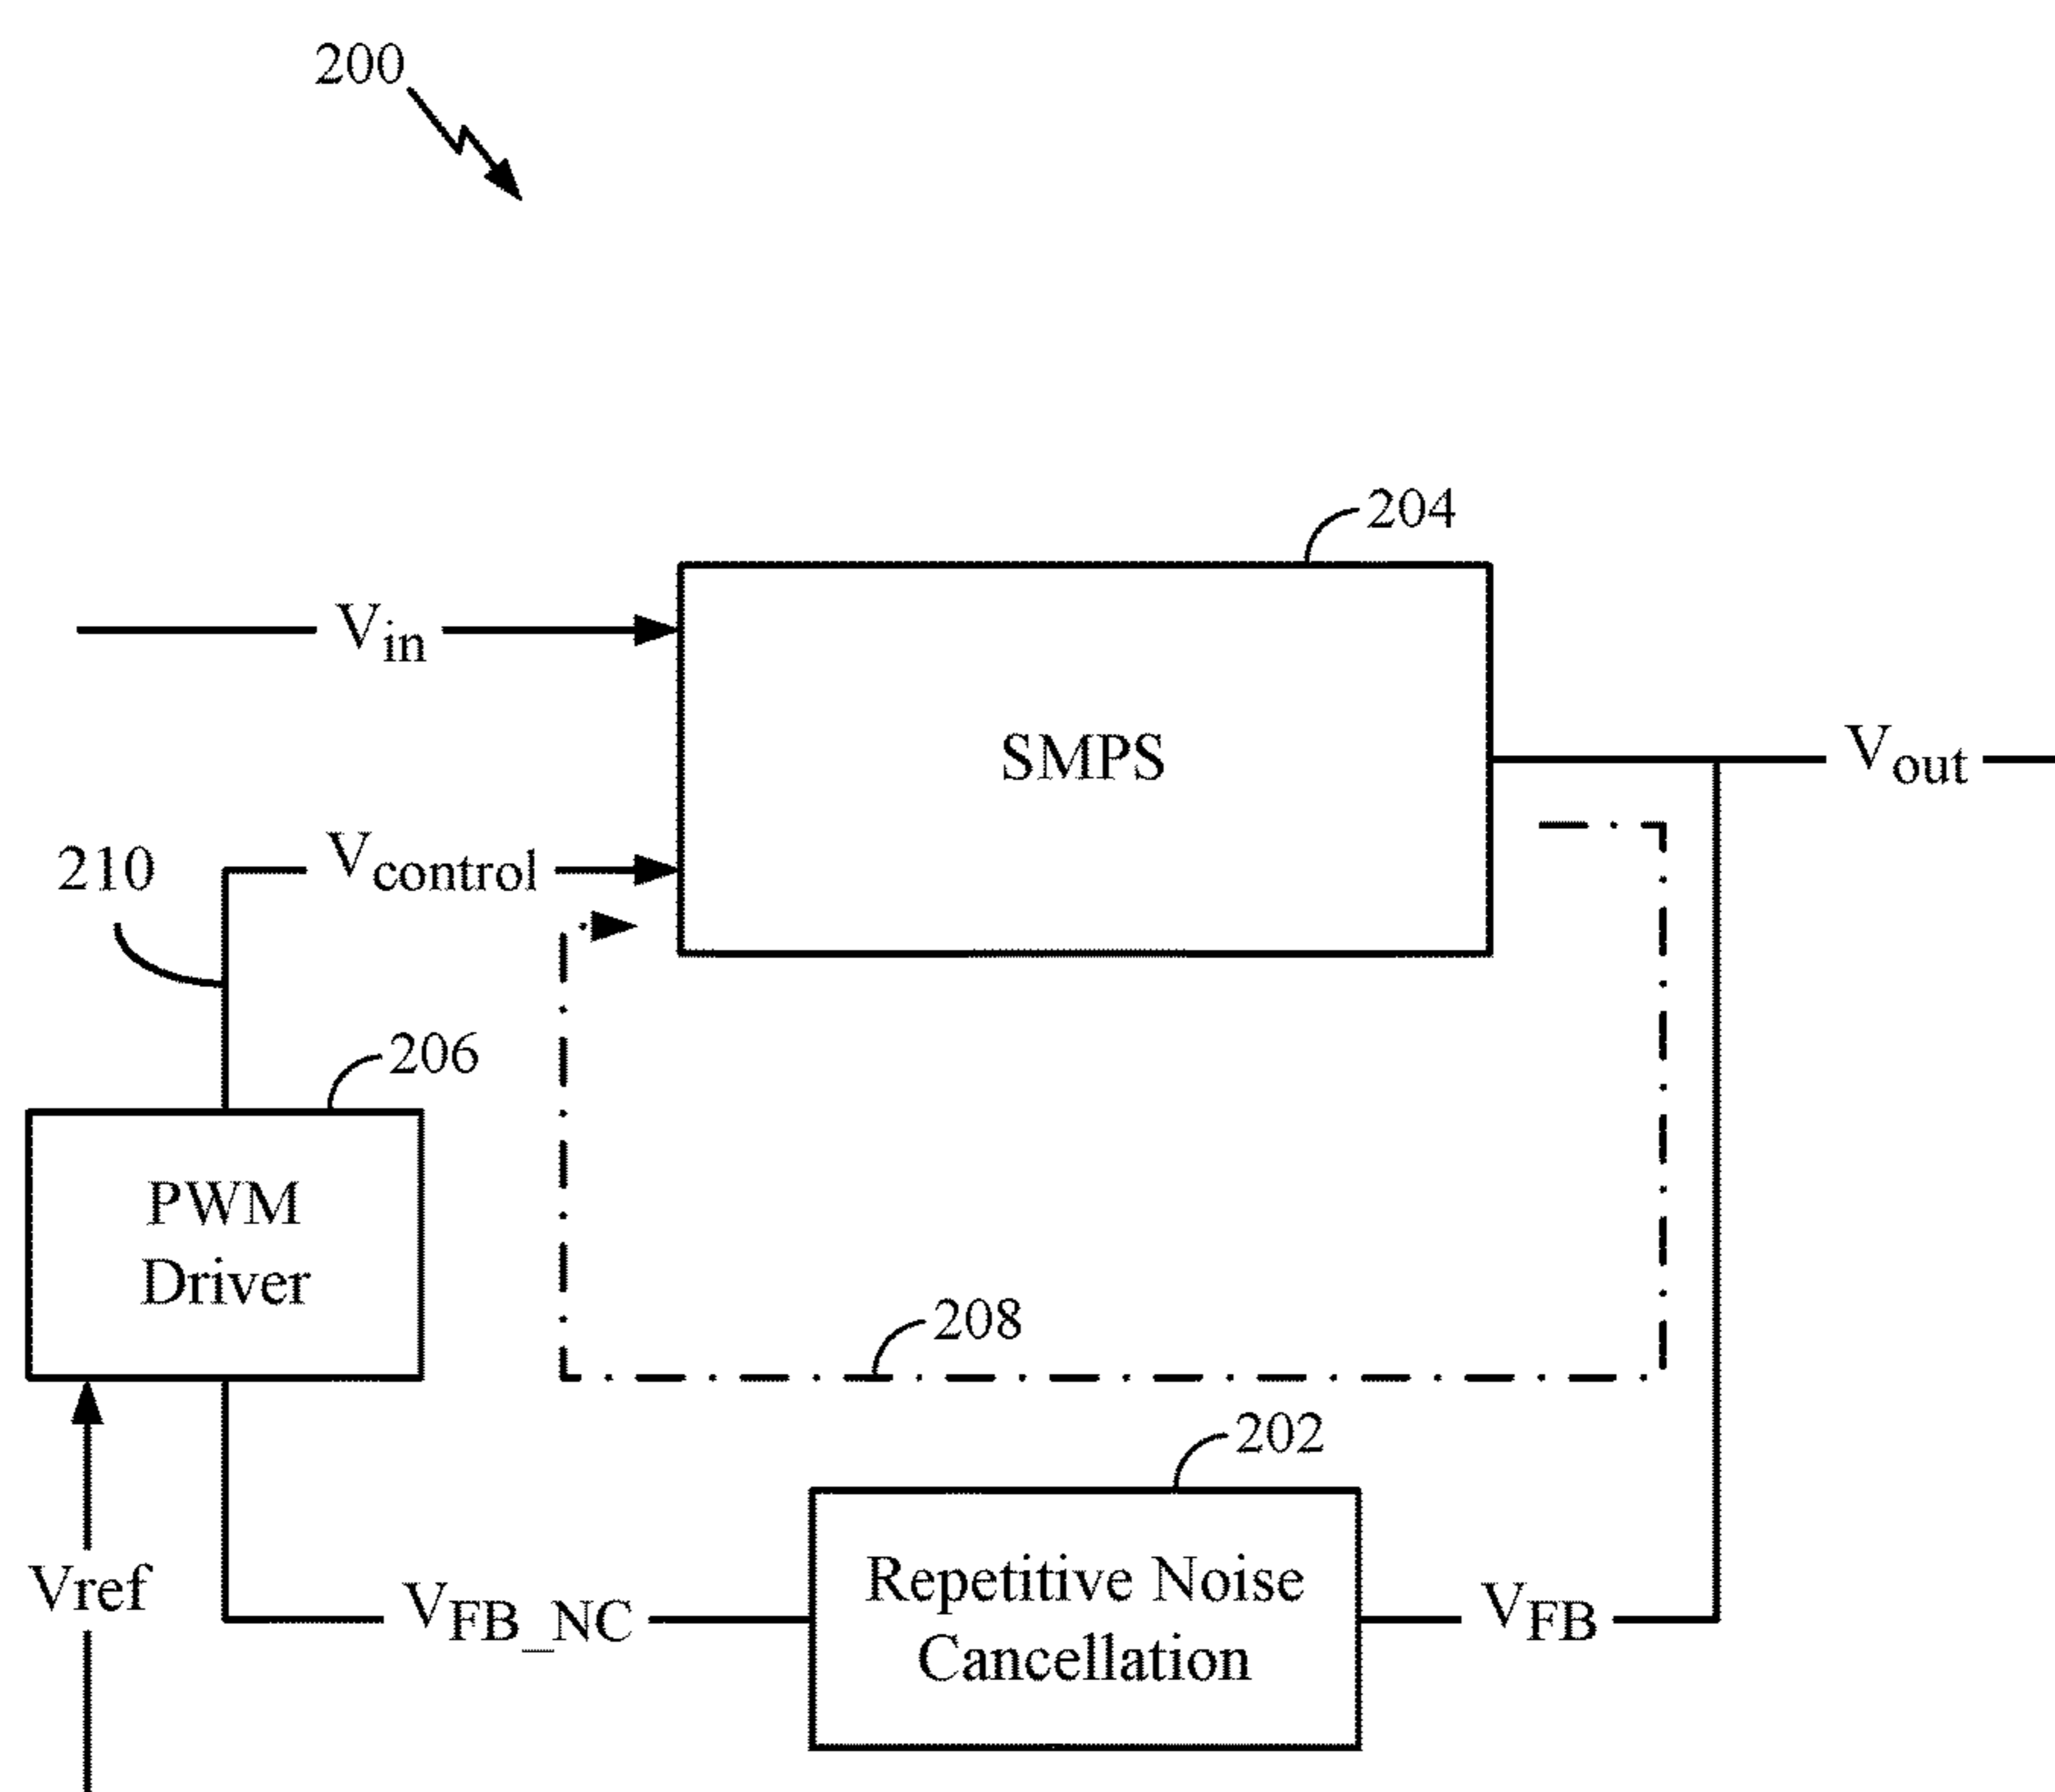 200
204
Vin
SMPS
Vout
Vcontrol
210
206
PWM
Driver
208
202
Vref
VFB_NC
Repetitive Noise
Cancellation
VFB